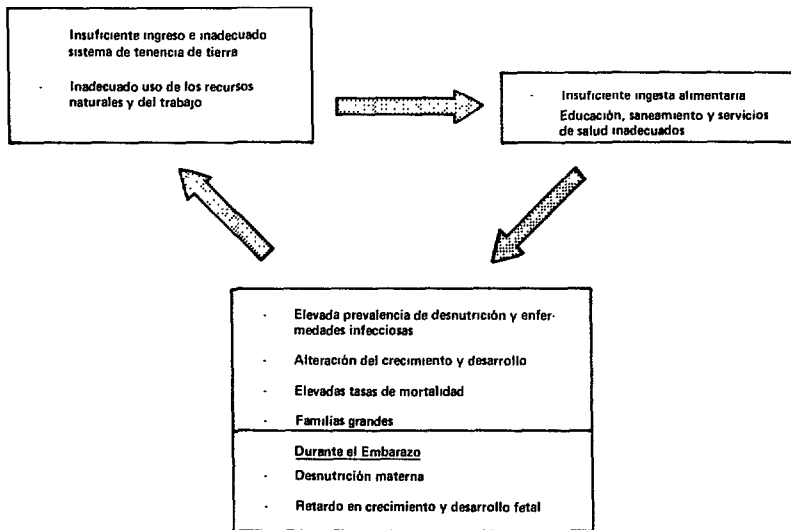 Insuficiente ingreso e inadecuado
sistema de tenencia de tierra
- Inadecuado uso de los recursos
naturales y del trabajo
- Insuficiente ingesta alimentaria
Educación, saneamiento y servicios
de salud inadecuados
- Elevada prevalencia de desnutrición y enfer-
medades infecciosas
- Alteración del crecimiento y desarrollo
- Elevadas tasas de mortalidad
- Familias grandes
Durante el Embarazo
- Desnutrición materna
- Retardo en crecimiento y desarrollo fetal